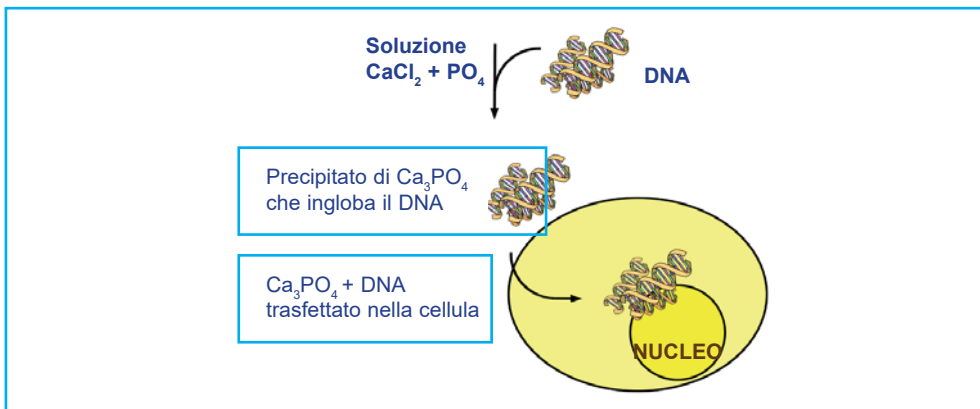 Soluzione
CaCl₂ + PO₄
DNA
Precipitato di Ca₃PO₄
che ingloba il DNA
Ca₃PO₄ + DNA
trasfettato nella cellula
NUCLEO